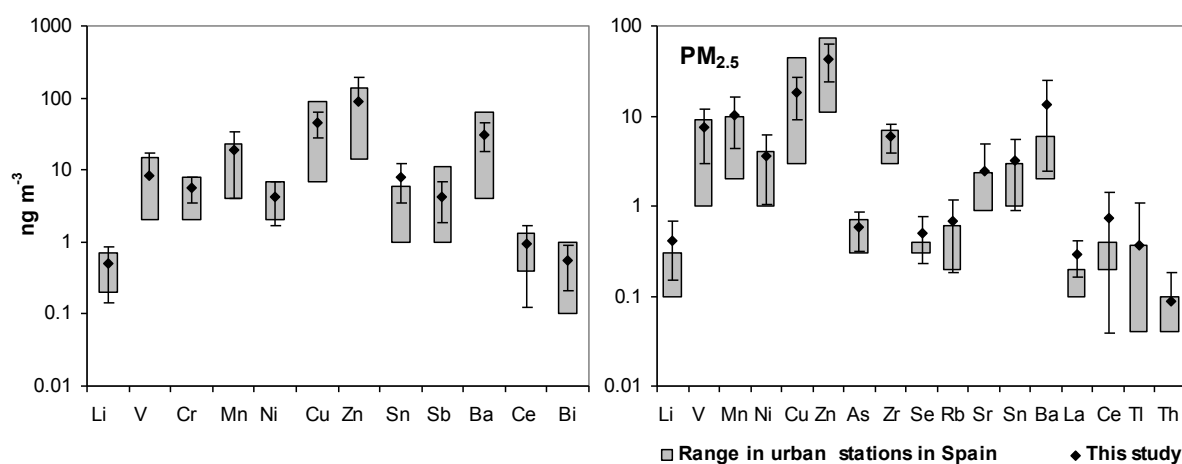 1000
100
10
1
0.1
0.01
ng m⁻³
Li V Cr Mn Ni Cu Zn Sn Sb Ba Ce Bi
PM₂.₅
100
10
1
0.1
0.01
Li V Mn Ni Cu Zn As Zr Se Rb Sr Sn Ba La Ce Tl Th
Range in urban stations in Spain
This study